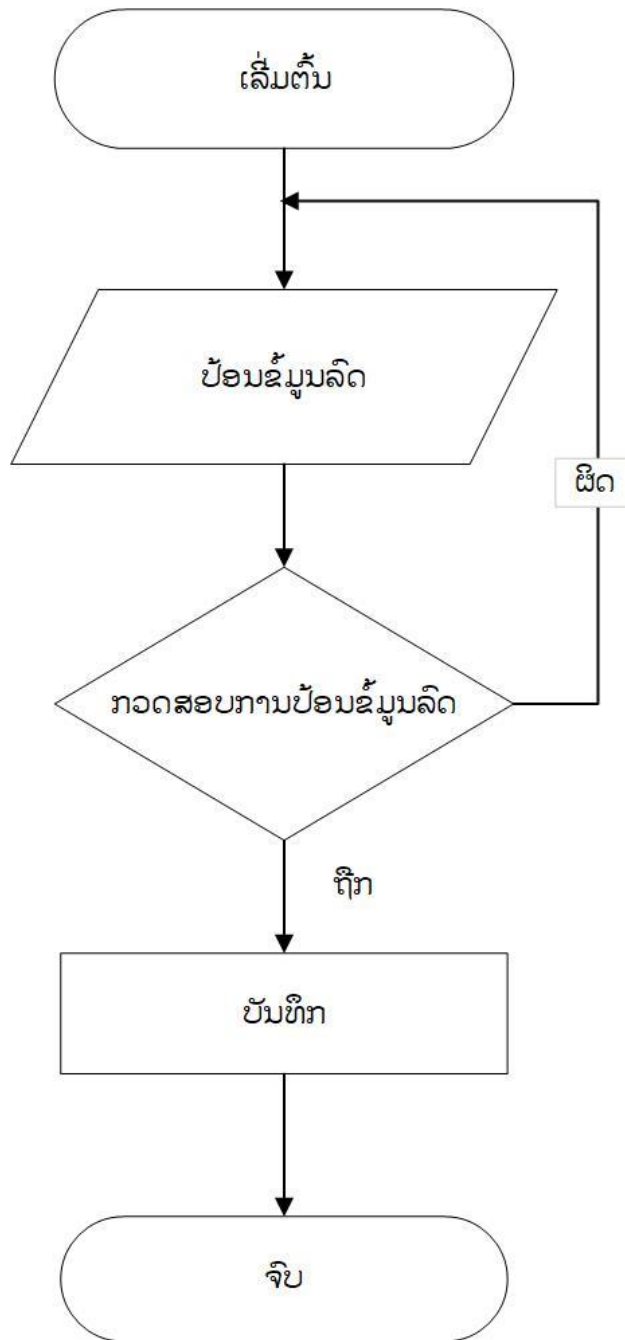 ເລີ່ມຕົ້ນ
ປ້ອນຂໍ້ມູນລົດ
ຜິດ
ກວດສອບການປ້ອນຂໍ້ມູນລົດ
ຖືກ
ບັນທຶກ
ຈົບ